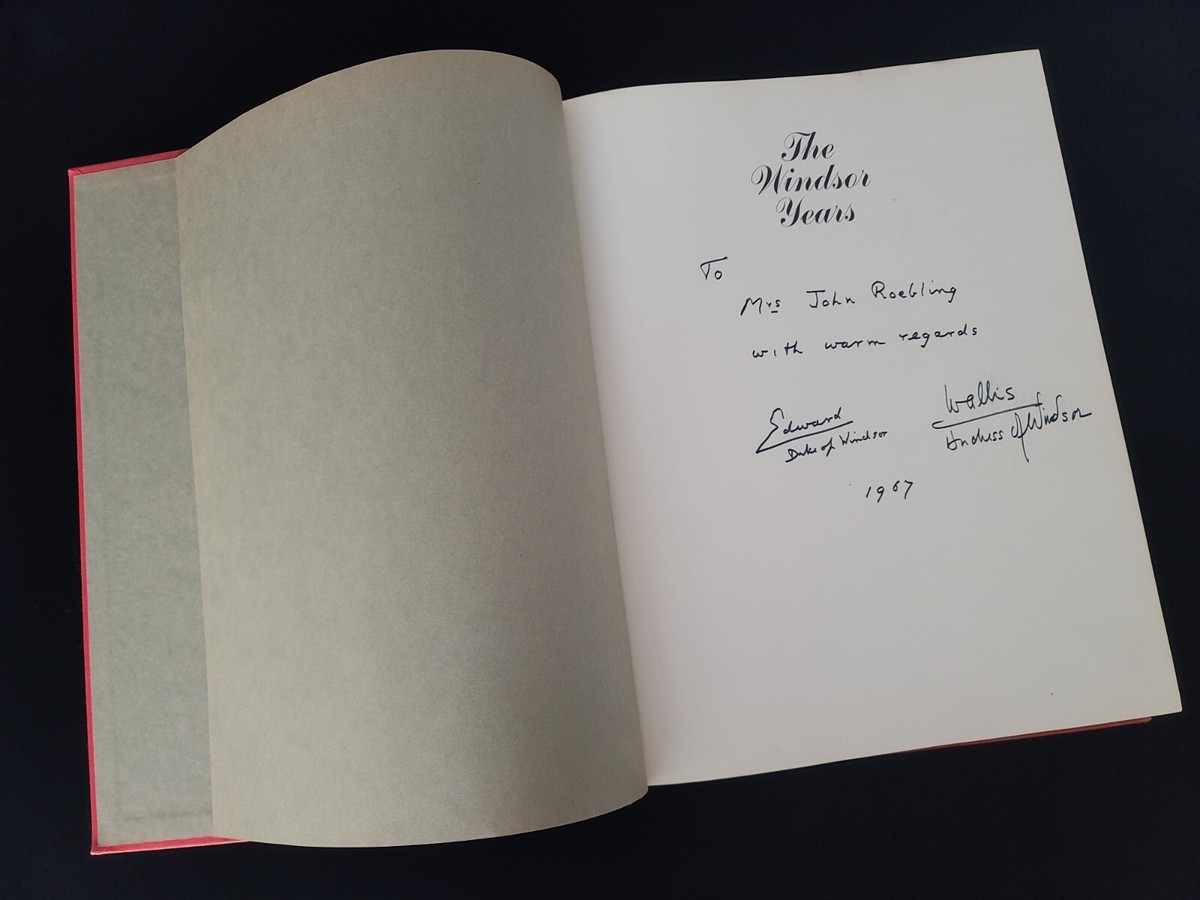 The
Windsor
Years
To
Mrs John Roebling
with warm regards
Edward
Duke of Windsor
Wallis
Duchess of Windsor
1967